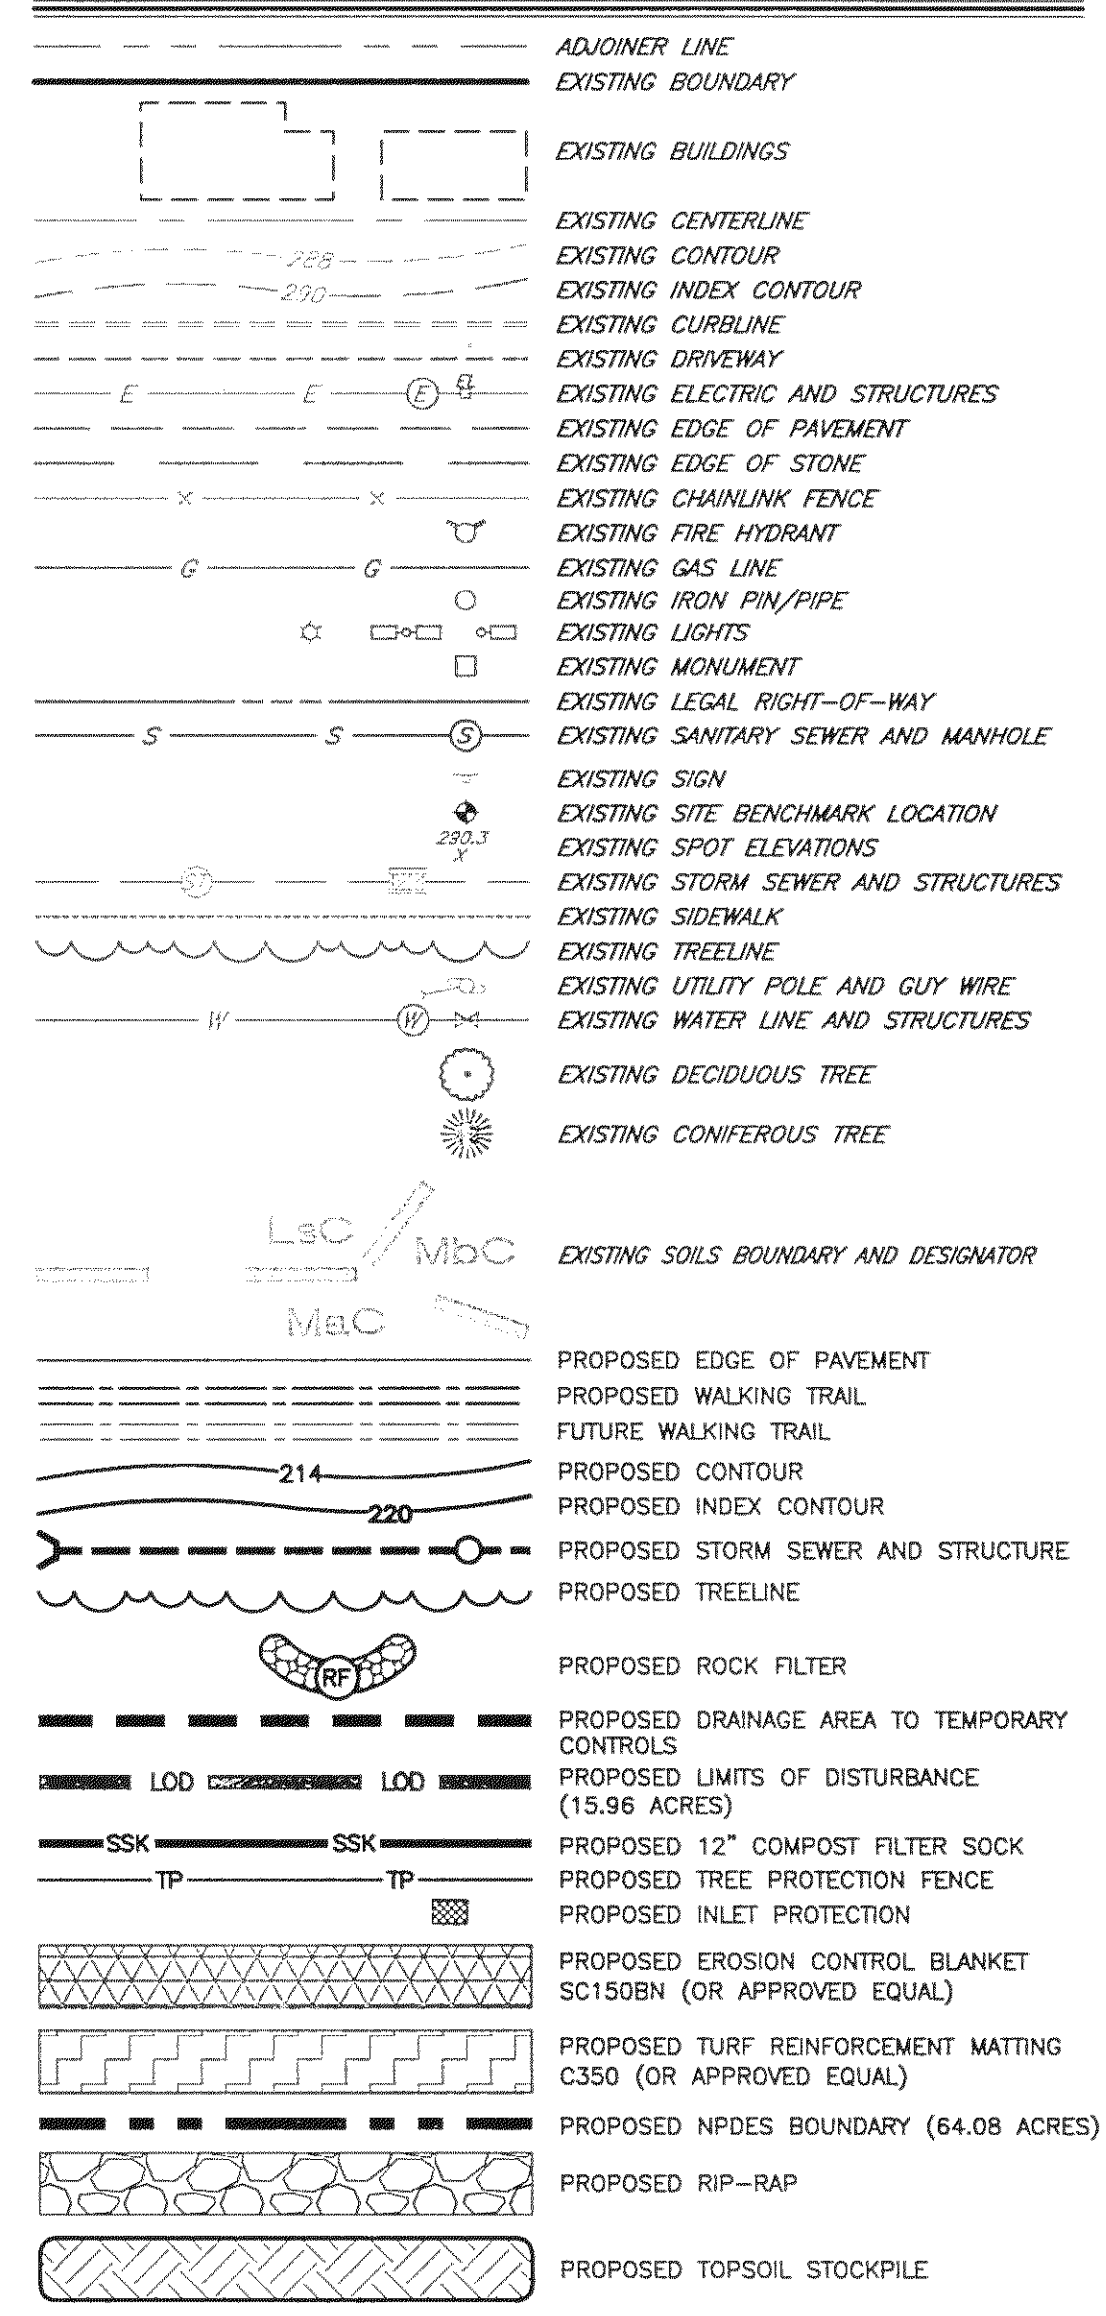 ADJOINER LINE
EXISTING BOUNDARY
EXISTING BUILDINGS
EXISTING CENTERLINE
288 EXISTING CONTOUR
290 EXISTING INDEX CONTOUR
EXISTING CURBLINE
EXISTING DRIVEWAY
E E E EXISTING ELECTRIC AND STRUCTURES
EXISTING EDGE OF PAVEMENT
EXISTING EDGE OF STONE
X X EXISTING CHAINLINK FENCE
EXISTING FIRE HYDRANT
G G EXISTING GAS LINE
EXISTING IRON PIN/PIPE
EXISTING LIGHTS
EXISTING MONUMENT
EXISTING LEGAL RIGHT-OF-WAY
S S S EXISTING SANITARY SEWER AND MANHOLE
EXISTING SIGN
EXISTING SITE BENCHMARK LOCATION
290.3
X
EXISTING SPOT ELEVATIONS
ST EXISTING STORM SEWER AND STRUCTURES
EXISTING SIDEWALK
EXISTING TREELINE
EXISTING UTILITY POLE AND GUY WIRE
W W EXISTING WATER LINE AND STRUCTURES
EXISTING DECIDUOUS TREE
EXISTING CONIFEROUS TREE
LsC
MbC
EXISTING SOILS BOUNDARY AND DESIGNATOR
MaC
PROPOSED EDGE OF PAVEMENT
PROPOSED WALKING TRAIL
FUTURE WALKING TRAIL
214 PROPOSED CONTOUR
220 PROPOSED INDEX CONTOUR
PROPOSED STORM SEWER AND STRUCTURE
PROPOSED TREELINE
RF PROPOSED ROCK FILTER
PROPOSED DRAINAGE AREA TO TEMPORARY
CONTROLS
LOD LOD PROPOSED LIMITS OF DISTURBANCE
(15.96 ACRES)
SSK SSK PROPOSED 12" COMPOST FILTER SOCK
TP TP PROPOSED TREE PROTECTION FENCE
PROPOSED INLET PROTECTION
PROPOSED EROSION CONTROL BLANKET
SC150BN (OR APPROVED EQUAL)
PROPOSED TURF REINFORCEMENT MATTING
C350 (OR APPROVED EQUAL)
PROPOSED NPDES BOUNDARY (64.08 ACRES)
PROPOSED RIP-RAP
PROPOSED TOPSOIL STOCKPILE